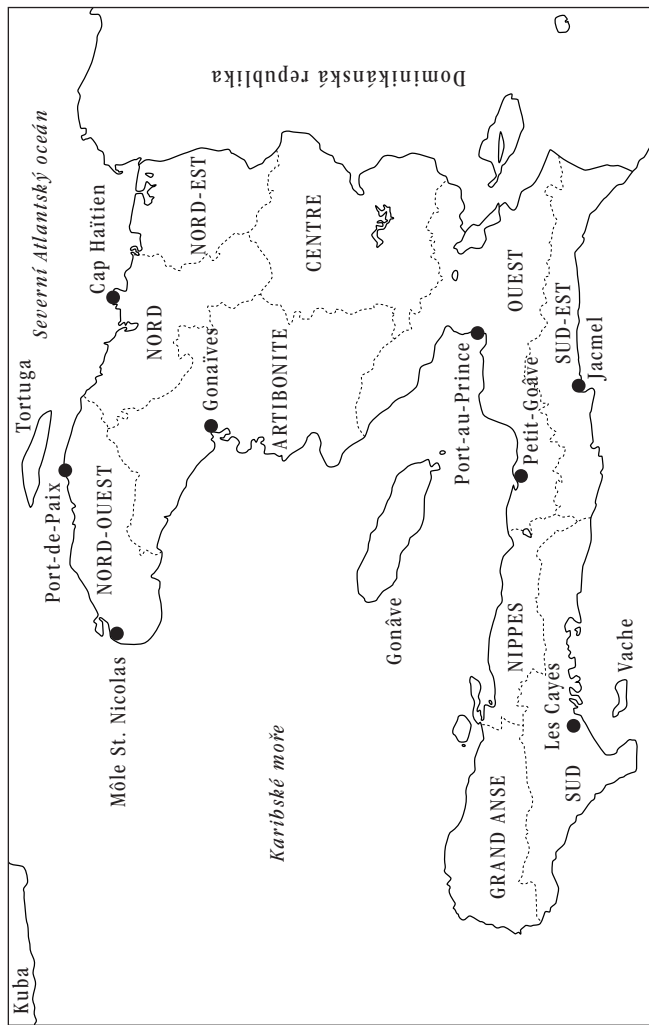 Kuba
Severní Atlantský oceán
Tortuga
Port-de-Paix
Cap Haïtien
Môle St. Nicolas
NORD-OUEST
NORD
NORD-EST
Gonaïves
Dominikánská republika
Karibské moře
ARTIBONITE
CENTRE
Gonâve
Port-au-Prince
OUEST
GRAND ANSE
NIPPES
Petit-Goâve
SUD-EST
SUD
Les Cayes
Jacmel
Vache